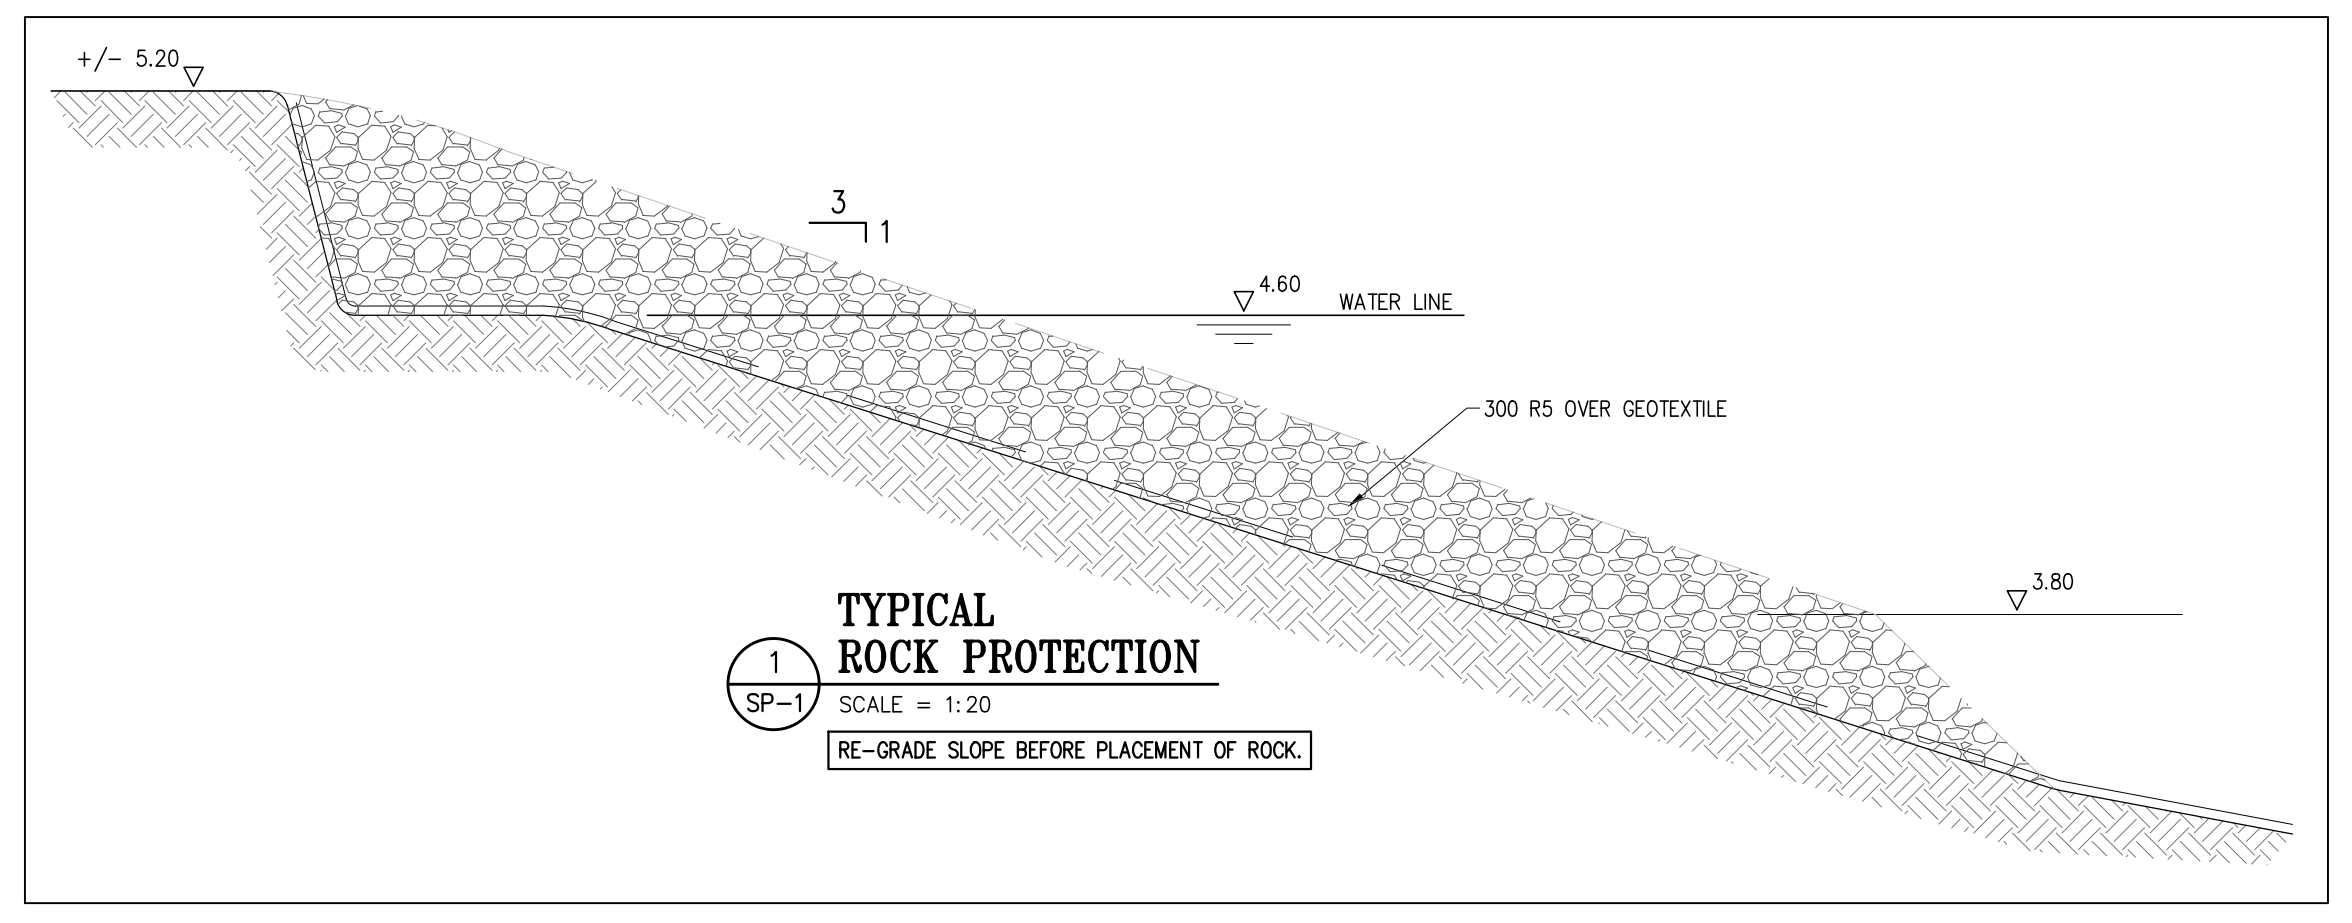 +/- 5.20
3
1
4.60
WATER LINE
300 R5 OVER GEOTEXTILE
3.80
TYPICAL
ROCK PROTECTION
1
SP-1
SCALE = 1:20
RE-GRADE SLOPE BEFORE PLACEMENT OF ROCK.